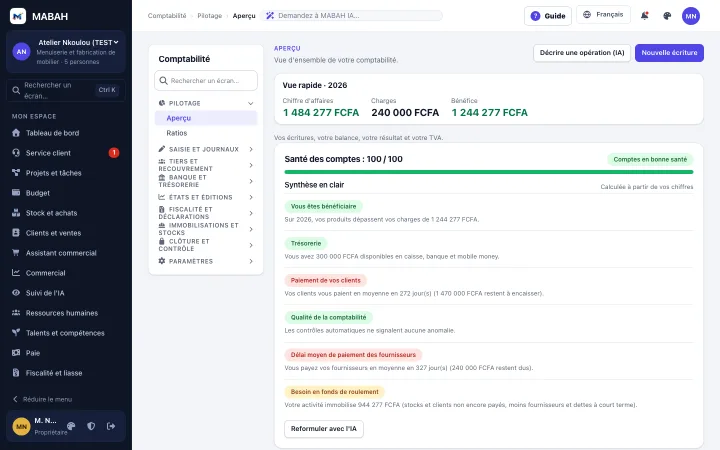 MABAH
AN
Atelier Nkoulou (TEST
Menuiserie et fabrication de
mobilier · 5 personnes
Rechercher un
écran...
Ctrl K
MON ESPACE
Tableau de bord
Service client
1
Projets et tâches
Budget
Stock et achats
Clients et ventes
Assistant commercial
Commercial
Suivi de l'IA
Ressources humaines
Talents et compétences
Paie
Fiscalité et liasse
Réduire le menu
MN
M. N...
Propriétaire
Comptabilité
Pilotage
Aperçu
Demandez à MABAH IA...
? Guide
Français
MN
Comptabilité
Rechercher un écran...
PILOTAGE
Aperçu
Ratios
SAISIE ET JOURNAUX
TIERS ET
RECOUVREMENT
BANQUE ET
TRÉSORERIE
ÉTATS ET ÉDITIONS
FISCALITÉ ET
DÉCLARATIONS
IMMOBILISATIONS ET
STOCKS
CLÔTURE ET
CONTRÔLE
PARAMÈTRES
APERÇU
Vue d'ensemble de votre comptabilité.
Décrire une opération (IA)
Nouvelle écriture
Vue rapide · 2026
Chiffre d'affaires
1 484 277 FCFA
Charges
240 000 FCFA
Bénéfice
1 244 277 FCFA
Vos écritures, votre balance, votre résultat et votre TVA.
Santé des comptes : 100 / 100
Comptes en bonne santé
Synthèse en clair
Calculée à partir de vos chiffres
Vous êtes bénéficiaire
Sur 2026, vos produits dépassent vos charges de 1 244 277 FCFA.
Trésorerie
Vous avez 300 000 FCFA disponibles en caisse, banque et mobile money.
Paiement de vos clients
Vos clients vous paient en moyenne en 272 jour(s) (1 470 000 FCFA restent à encaisser).
Qualité de la comptabilité
Les contrôles automatiques ne signalent aucune anomalie.
Délai moyen de paiement des fournisseurs
Vous payez vos fournisseurs en moyenne en 327 jour(s) (240 000 FCFA restent dus).
Besoin en fonds de roulement
Votre activité immobilise 944 277 FCFA (stocks et clients non encore payés, moins fournisseurs et dettes à court terme).
Reformuler avec l'IA